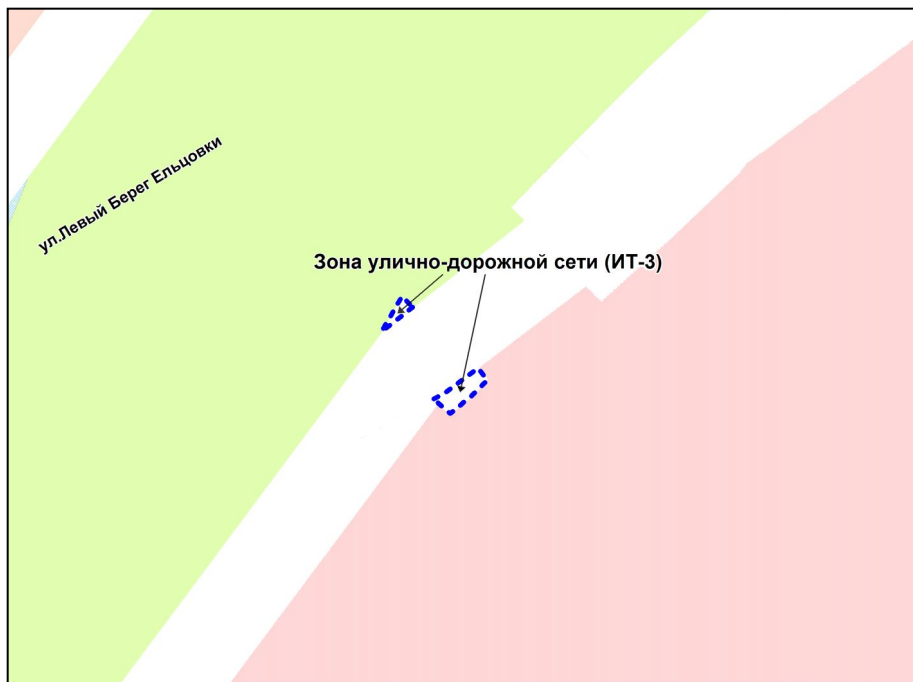 ул.Левый Берег Ельцовки
Зона улично-дорожной сети (ИТ-3)